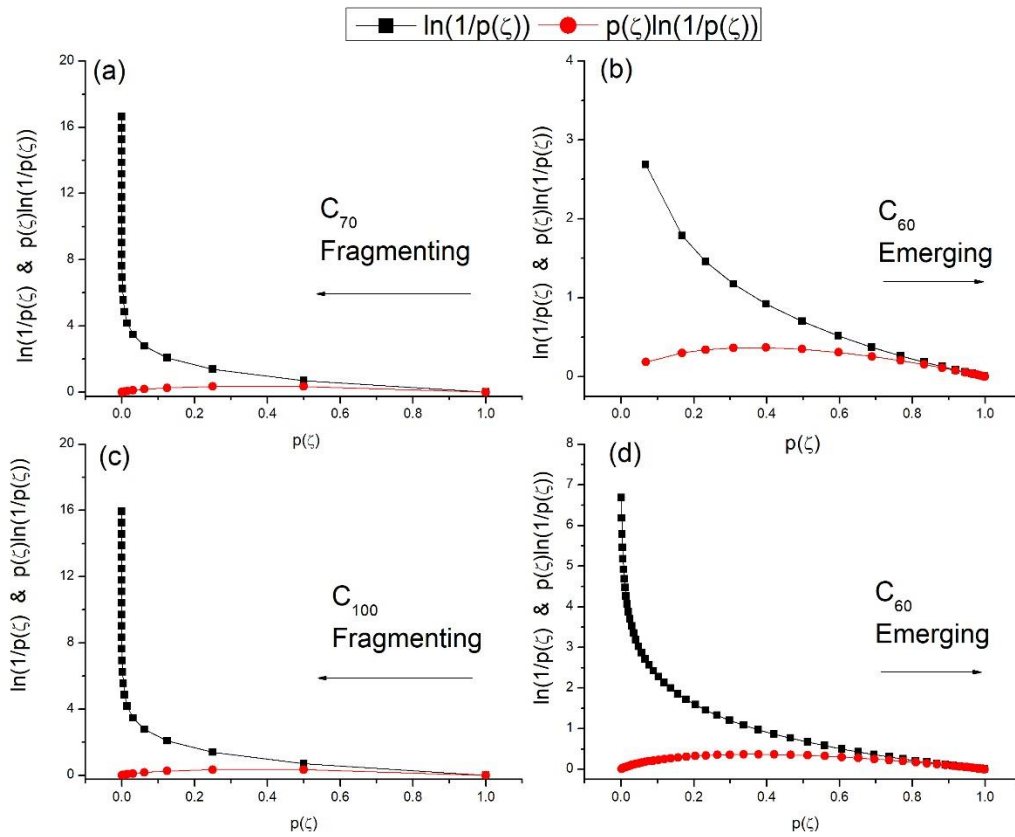 ln(1/p(ζ)) p(ζ)ln(1/p(ζ))
(a)
ln(1/p(ζ) & p(ζ)ln(1/p(ζ))
20
16
12
8
4
0
C70
Fragmenting
0.0 0.2 0.4 0.6 0.8 1.0
p(ζ)
(b)
ln(1/p(ζ) & p(ζ)ln(1/p(ζ))
4
3
2
1
0
C60
Emerging
0.0 0.2 0.4 0.6 0.8 1.0
p(ζ)
(c)
ln(1/p(ζ) & p(ζ)ln(1/p(ζ))
20
16
12
8
4
0
C100
Fragmenting
0.0 0.2 0.4 0.6 0.8 1.0
p(ζ)
(d)
ln(1/p(ζ) & p(ζ)ln(1/p(ζ))
8
7
6
5
4
3
2
1
0
C60
Emerging
0.0 0.2 0.4 0.6 0.8 1.0
p(ζ)